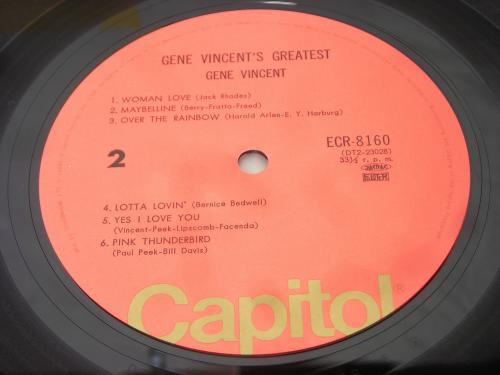 GENE VINCENT'S GREATEST
GENE VINCENT
1. WOMAN LOVE (Jack Rhodes)
2. MAYBELLINE (Berry-Fratto-Freed)
3. OVER THE RAINBOW (Harold Arlen-E. Y. Harburg)
2
ECR-8160
(DT2-23028)
33⅓ r. p. m.
4. LOTTA LOVIN' (Bernice Bedwell)
5. YES I LOVE YOU
(Vincent-Peek-Lipscomb-Facenda)
6. PINK THUNDERBIRD
(Paul Peek-Bill Davis)
Capitol®